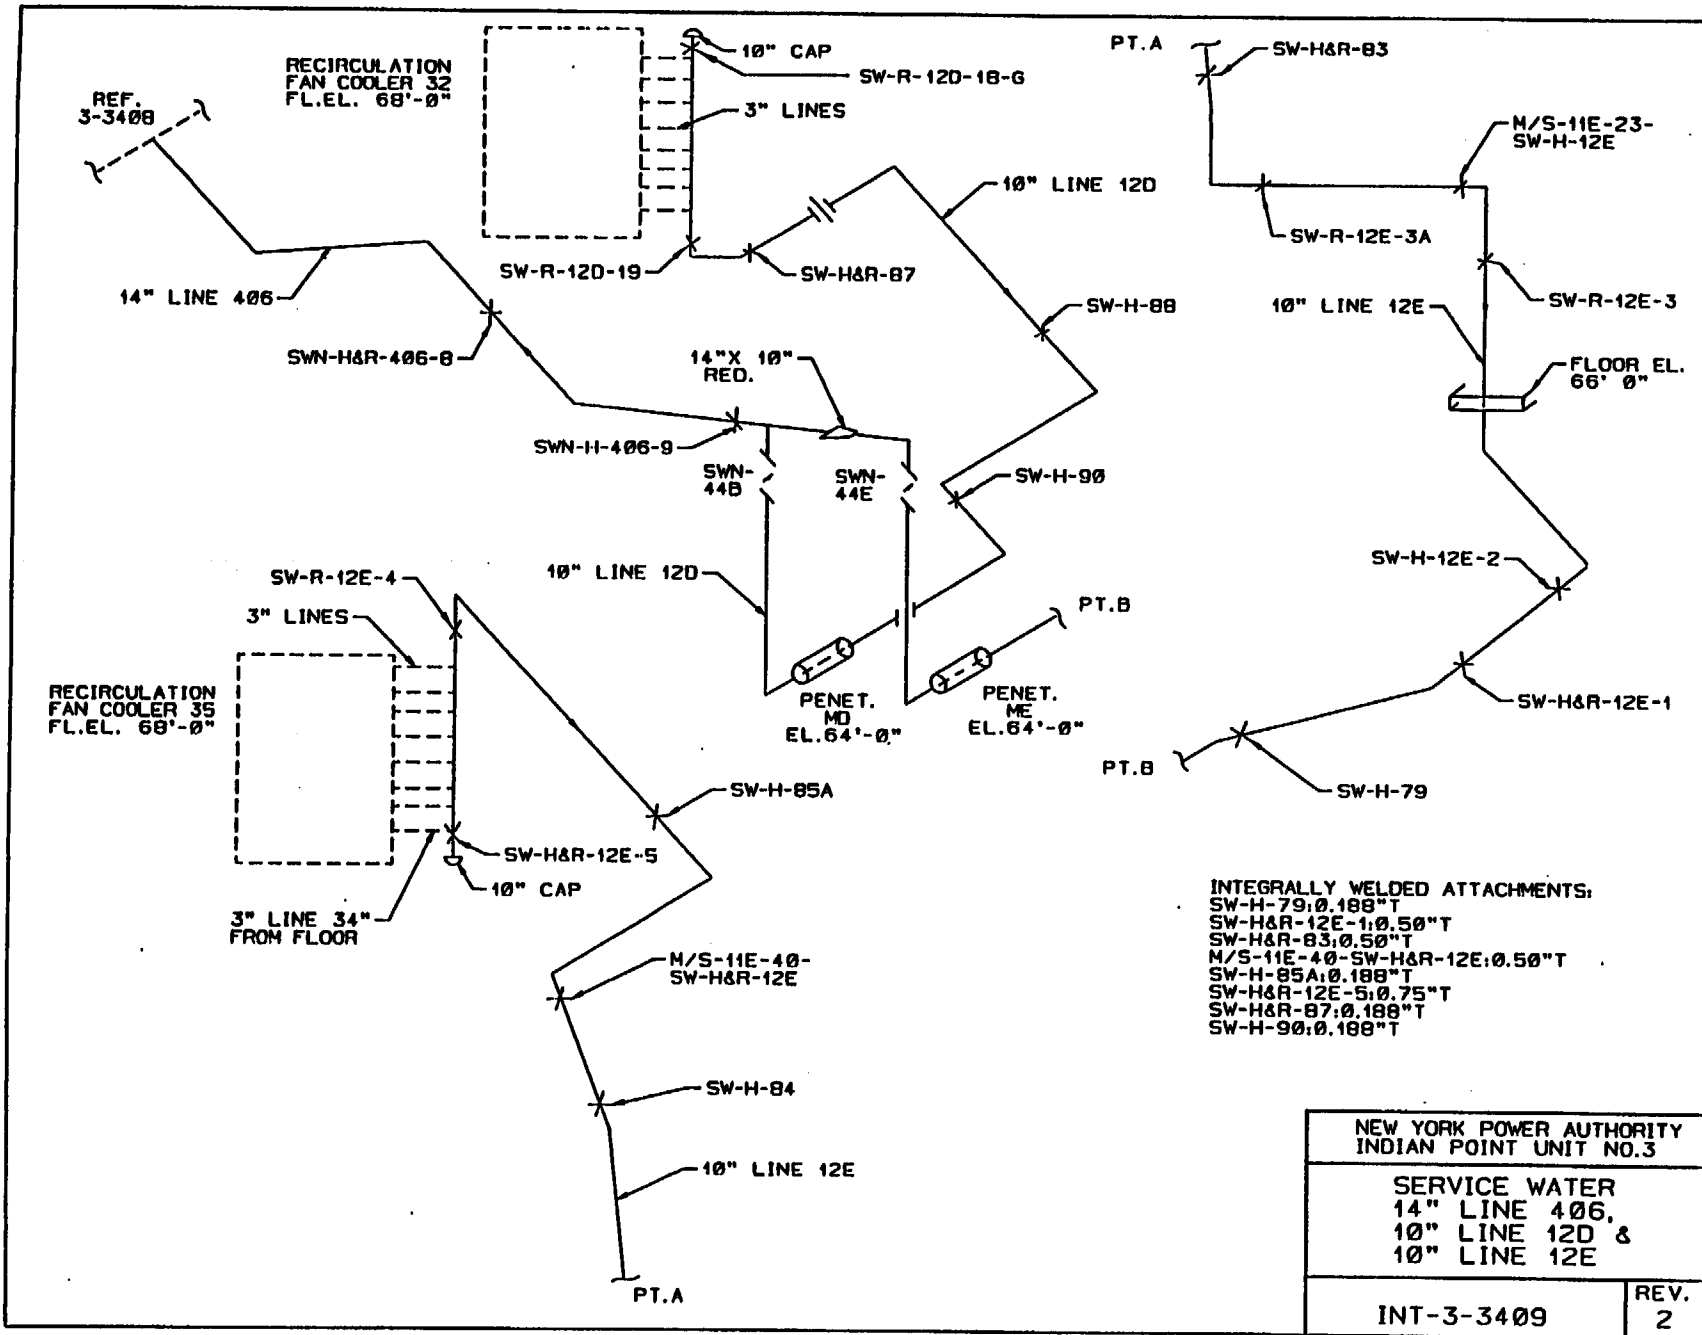 RECIRCULATION
FAN COOLER 32
FL.EL. 68'-0"
REF.
3-3408
10" CAP
SW-R-12D-18-G
3" LINES
10" LINE 12D
SW-R-12D-19
SW-H&R-87
14" LINE 406
SWN-H&R-406-8
SW-H-88
14"X 10"
RED.
SWN-H-406-9
SWN-
44B
SWN-
44E
SW-H-90
10" LINE 12D
PT.B
PENET.
MD
EL.64'-0"
PENET.
ME
EL.64'-0"
SW-R-12E-4
3" LINES
RECIRCULATION
FAN COOLER 35
FL.EL. 68'-0"
SW-H-85A
SW-H&R-12E-5
10" CAP
3" LINE 34"
FROM FLOOR
M/S-11E-40-
SW-H&R-12E
SW-H-84
10" LINE 12E
PT.A
PT.A
SW-H&R-83
M/S-11E-23-
SW-H-12E
SW-R-12E-3A
SW-R-12E-3
10" LINE 12E
FLOOR EL.
66' 0"
SW-H-12E-2
SW-H&R-12E-1
PT.B
SW-H-79
INTEGRALLY WELDED ATTACHMENTS:
SW-H-79:0.188"T
SW-H&R-12E-1:0.50"T
SW-H&R-83:0.50"T
M/S-11E-40-SW-H&R-12E:0.50"T
SW-H-85A:0.188"T
SW-H&R-12E-5:0.75"T
SW-H&R-87:0.188"T
SW-H-90:0.188"T
NEW YORK POWER AUTHORITY
INDIAN POINT UNIT NO.3
SERVICE WATER
14" LINE 406,
10" LINE 12D &
10" LINE 12E
INT-3-3409
REV.
2